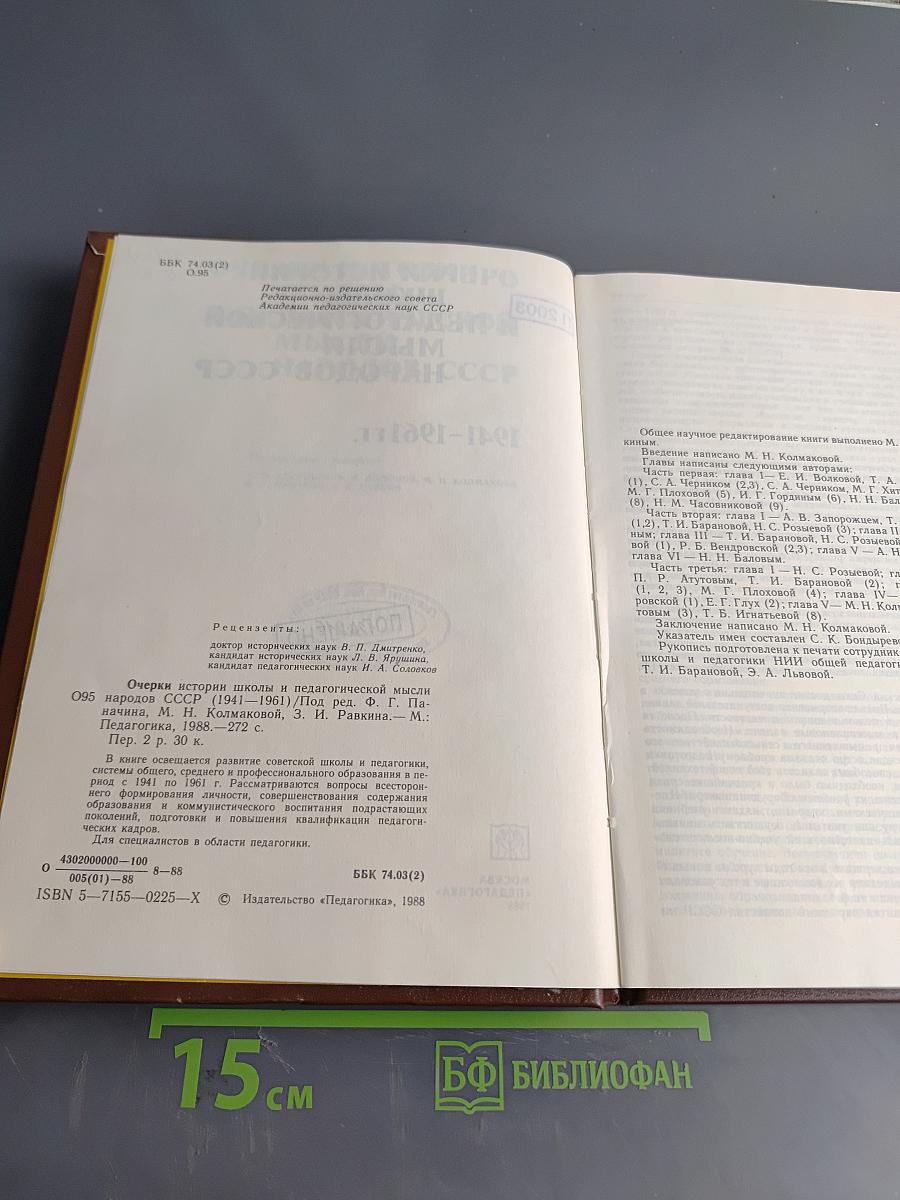 ББК 74.03(2)
О.95
Печатается по решению
Редакционно-издательского совета
Академии педагогических наук СССР
Рецензенты:
доктор исторических наук В. П. Дмитренко,
кандидат исторических наук Л. В. Ярушина,
кандидат педагогических наук И. А. Соловков
Очерки истории школы и педагогической мысли
О95 народов СССР (1941—1961)/Под ред. Ф. Г. Па-
начина, М. Н. Колмаковой, З. И. Равкина.— М.:
Педагогика, 1988.—272 с.
Пер. 2 р. 30 к.
В книге освещается развитие советской школы и педагогики,
системы общего, среднего и профессионального образования в пе-
риод с 1941 по 1961 г. Рассматриваются вопросы всесторон-
него формирования личности, совершенствования содержания
образования и коммунистического воспитания подрастающих
поколений, подготовки и повышения квалификации педагоги-
ческих кадров.
Для специалистов в области педагогики.
О 4302000000—100
005(01)—88 8—88 ББК 74.03(2)
ISBN 5—7155—0225—X © Издательство «Педагогика», 1988
Общее научное редактирование книги выполнено М.
киным.
Введение написано М. Н. Колмаковой.
Главы написаны следующими авторами:
Часть первая: глава I— Е. И. Волковой, Т. А.
(1), С. А. Черником (2,3), С. А. Черником, М. Г. Хит
М. Г. Плоховой (5), И. Г. Гординым (6), Н. Н. Бал
(8), Н. М. Часовниковой (9).
Часть вторая: глава I — А. В. Запорожцем, Т.
(1,2), Т. И. Барановой, Н. С. Розыевой (3); глава II
ным; глава III — Т. И. Барановой, Н. С. Розыевой
вой (1), Р. Б. Вендровской (2,3); глава V — А. Н
глава VI — Н. Н. Баловым.
Часть третья: глава I — Н. С. Розыевой; гл
П. Р. Атутовым, Т. И. Барановой (2); г
(1, 2, 3), М. Г. Плоховой (4); глава IV—
ровской (1), Е. Г. Глух (2); глава V— М. Н. Колм
товым (3), Т. Б. Игнатьевой (8).
Заключение написано М. Н. Колмаковой.
Указатель имен составлен С. К. Бондырево
Рукопись подготовлена к печати сотрудник
школы и педагогики НИИ общей педагог
Т. И. Барановой, Э. А. Львовой.
15 см
БФ БИБЛИОФАН